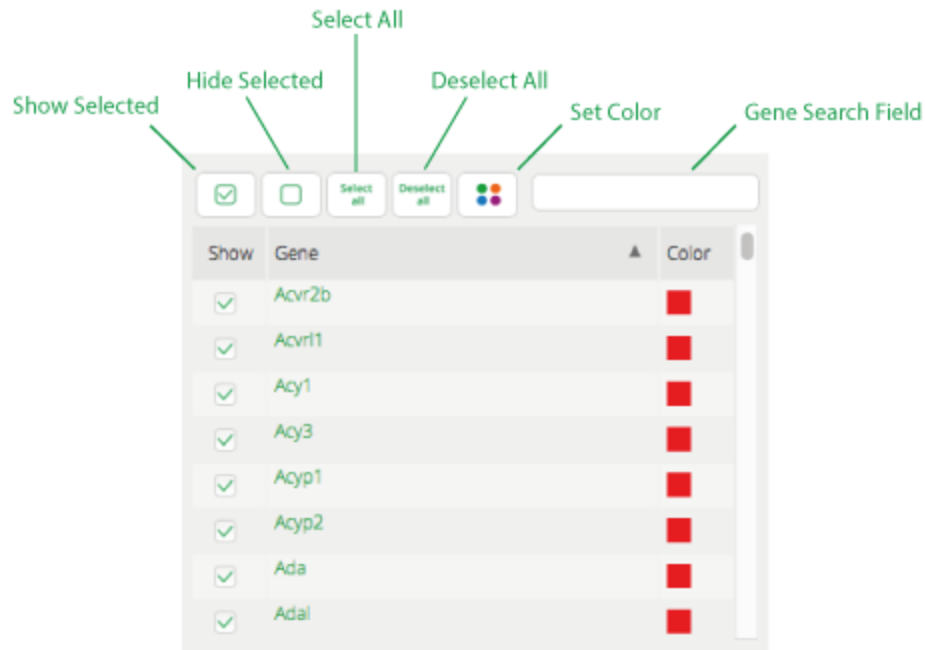 Select All
Hide Selected
Deselect All
Show Selected
Set Color
Gene Search Field
Select
all
Deselect
all
Show Gene Color
Acvr2b
Acvrl1
Acy1
Acy3
Acyp1
Acyp2
Ada
Adal